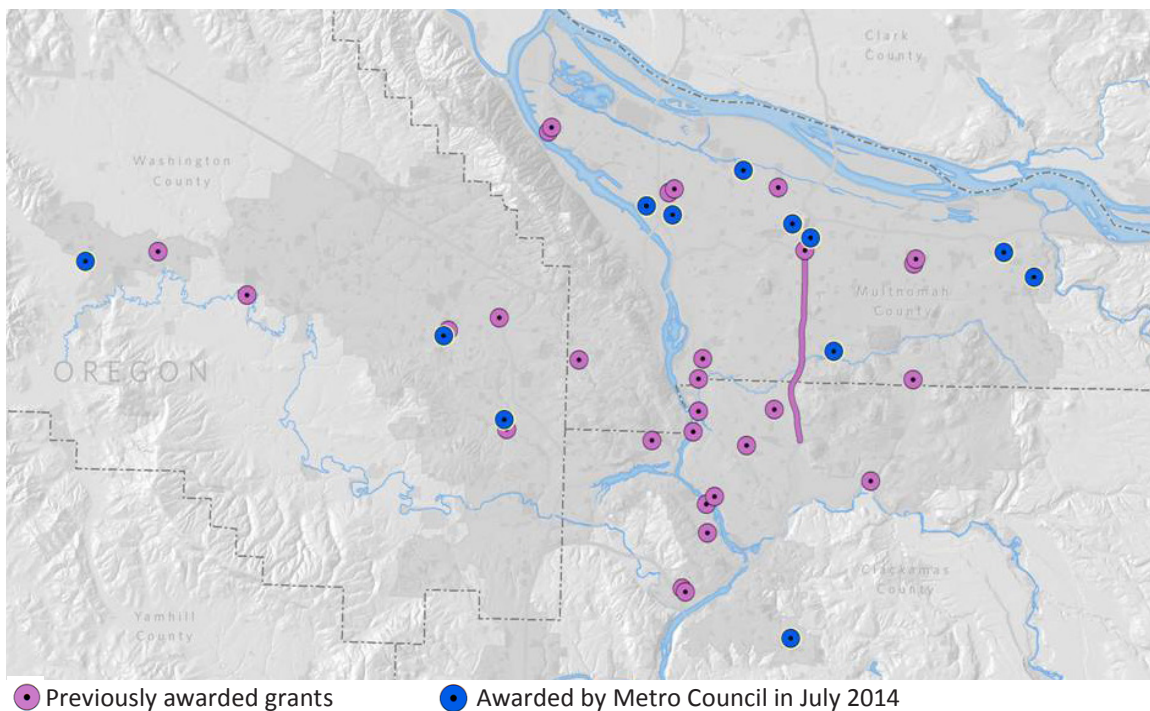 Clark
County
Washington
County
Multnomah
County
OREGON
Clackamas
County
Yamhill
County
Previously awarded grants
Awarded by Metro Council in July 2014